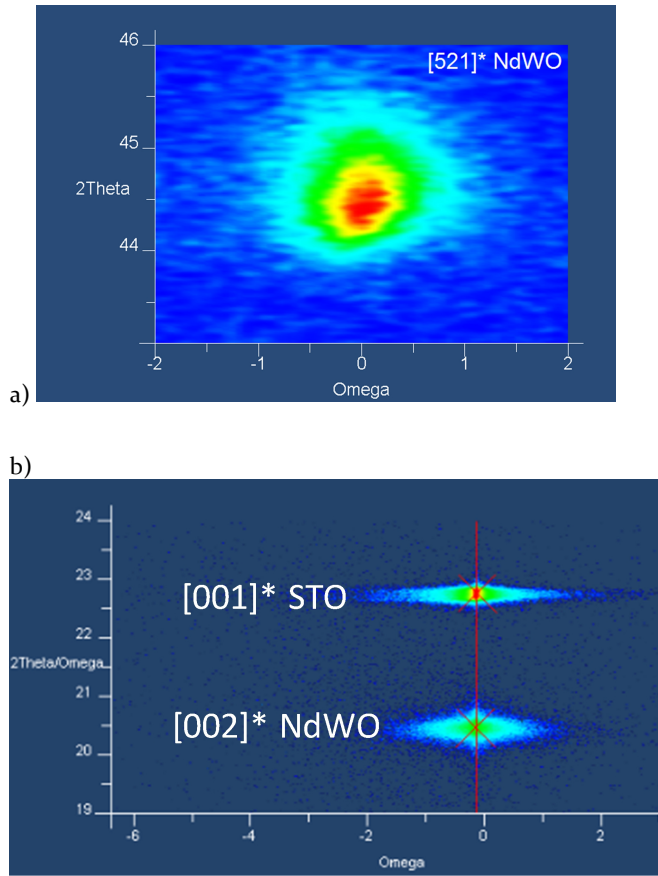 46
[521]* NdWO
45
2Theta
44
-2 -1 0 1 2
a) Omega
b)
24
23
[001]* STO
22
2Theta/Omega
21
[002]* NdWO
20
19
-6 -4 -2 0 2
Omega